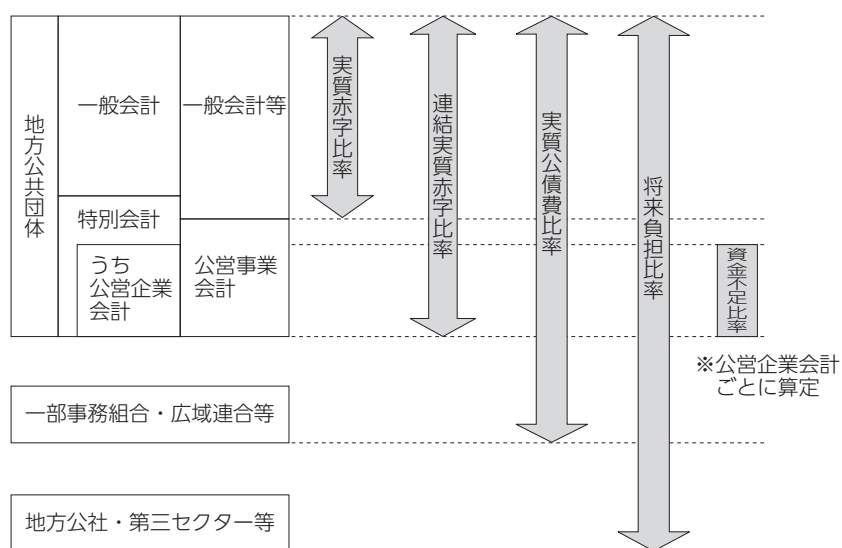 地方公共団体
一般会計
一般会計等
特別会計
うち
公営企業
会計
公営事業
会計
実質赤字比率
連結実質赤字比率
実質公債費比率
将来負担比率
資金不足比率
※公営企業会計
ごとに算定
一部事務組合・広域連合等
地方公社・第三セクター等